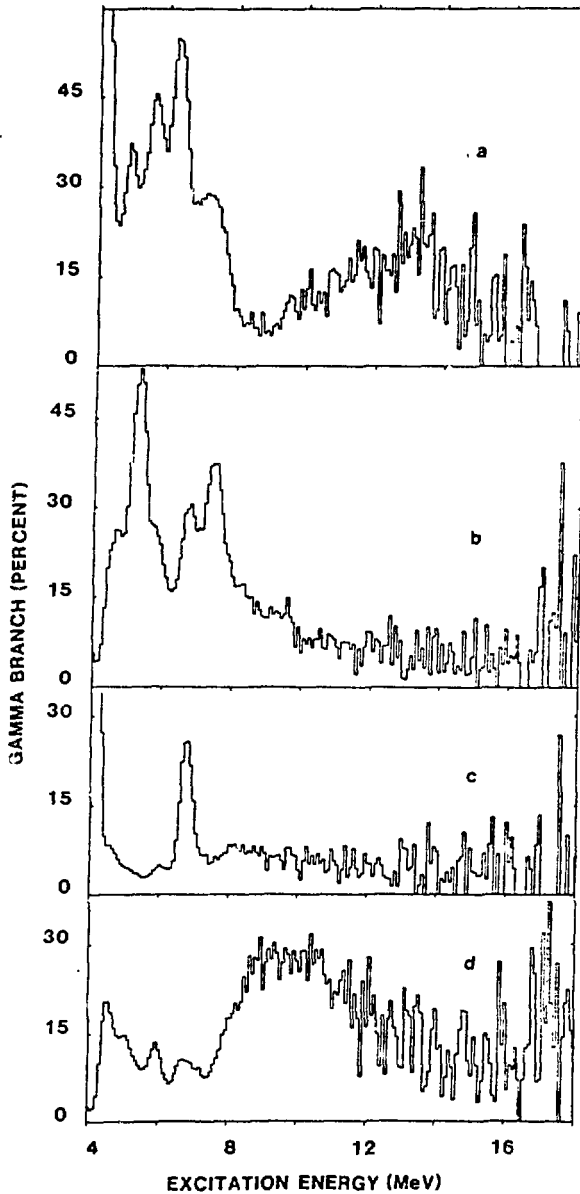 45
30
15
0
a
45
30
15
0
b
30
15
0
c
30
15
0
d
GAMMA BRANCH (PERCENT)
4 8 12 16
EXCITATION ENERGY (MeV)